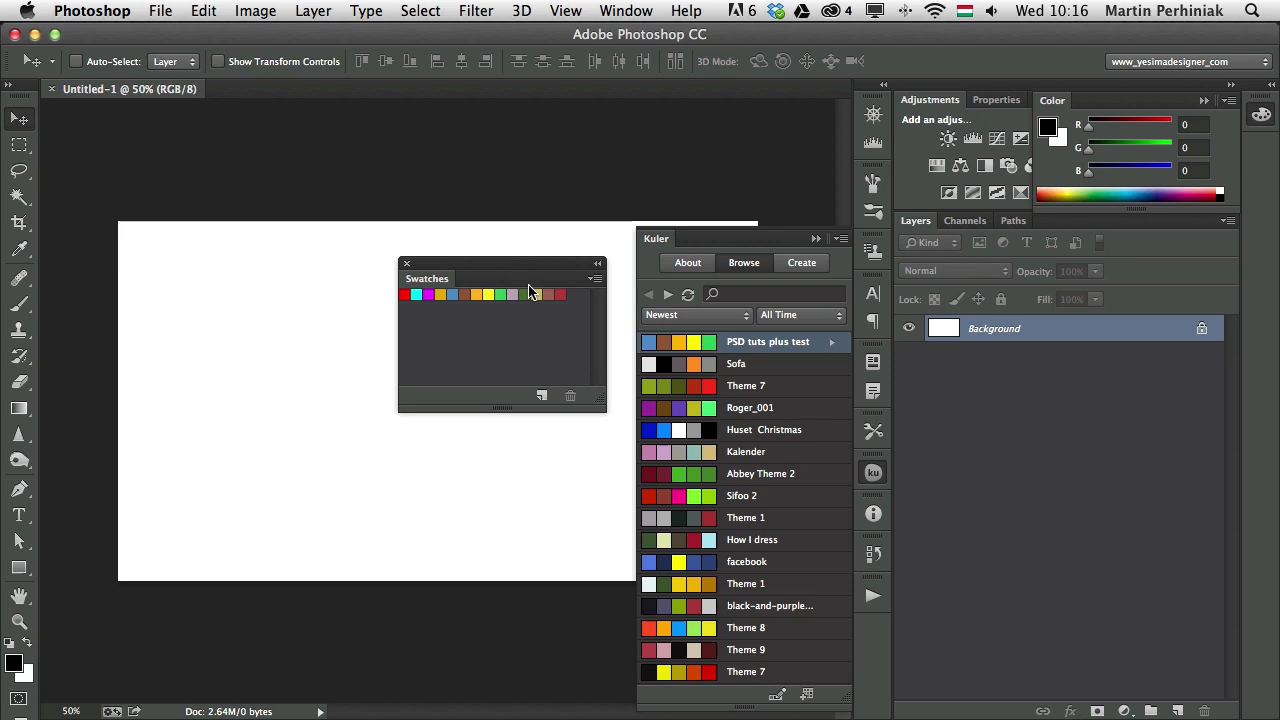 Photoshop File Edit Image Layer Type Select Filter 3D View Window Help 6 4 Wed 10:16 Martin Perhiniak
Adobe Photoshop CC
Auto-Select: Layer Show Transform Controls 3D Mode: www_yesimadesigner_com
× Untitled-1 @ 50% (RGB/8)
Adjustments Properties
Add an adjus...
Color
R 0
G 0
B 0
Swatches
Kuler
About Browse Create
Newest All Time
PSD tuts plus test
Sofa
Theme 7
Roger_001
Huset Christmas
Kalender
Abbey Theme 2
Sifoo 2
Theme 1
How I dress
facebook
Theme 1
black-and-purple...
Theme 8
Theme 9
Theme 7
ku
Layers Channels Paths
Kind
Normal Opacity: 100%
Lock: Fill: 100%
Background
50% Doc: 2.64M/0 bytes
fx